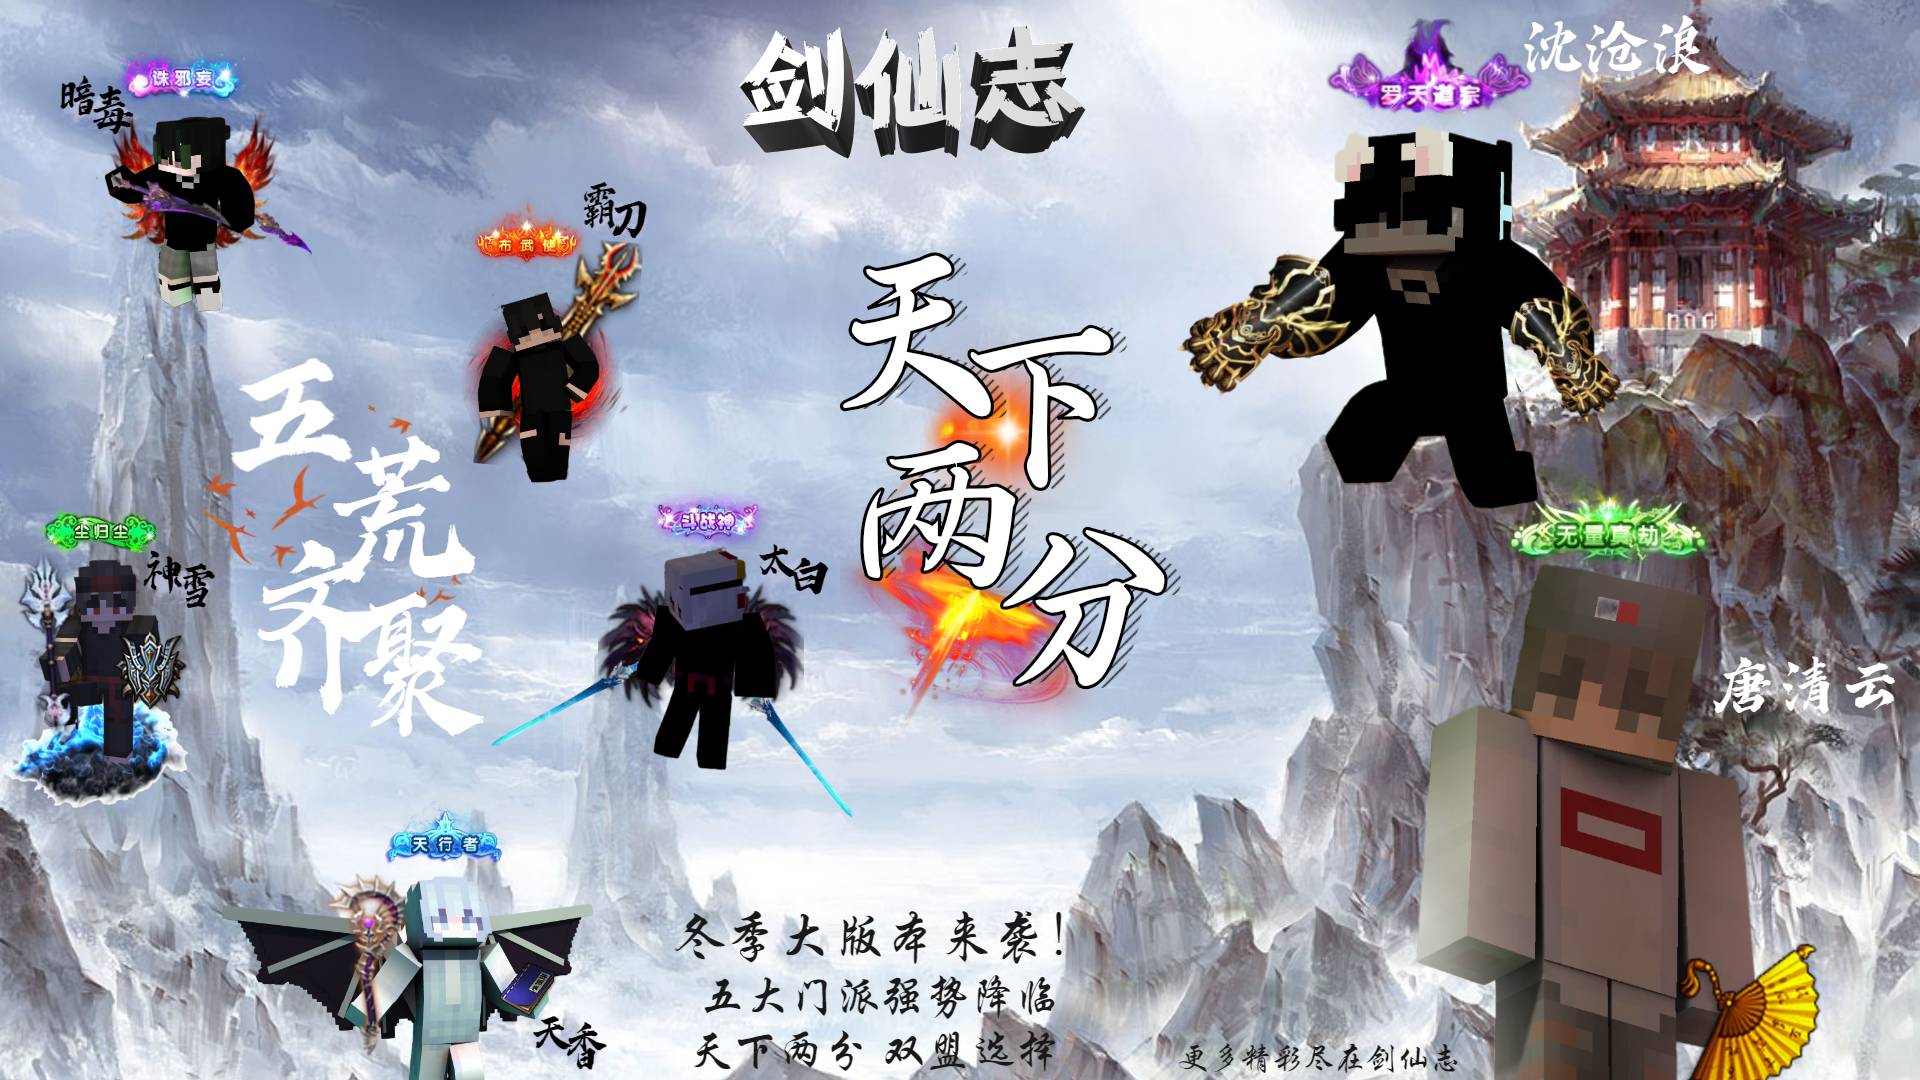 剑仙志
沈沧浪
罗天道宗
诛邪妄
暗毒
霸刀
布武使
天下
两分
五荒
齐聚
尘归尘
神雪
斗战神
太白
无量真劫
唐清云
天行者
天香
冬季大版本来袭!
五大门派强势降临
天下两分 双盟选择
更多精彩尽在剑仙志